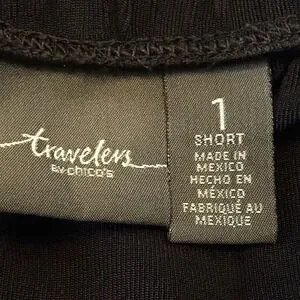 travelers
BY CHICO'S
1
SHORT
MADE IN
MEXICO
HECHO EN
MÉXICO
FABRIQUÉ AU
MEXIQUE